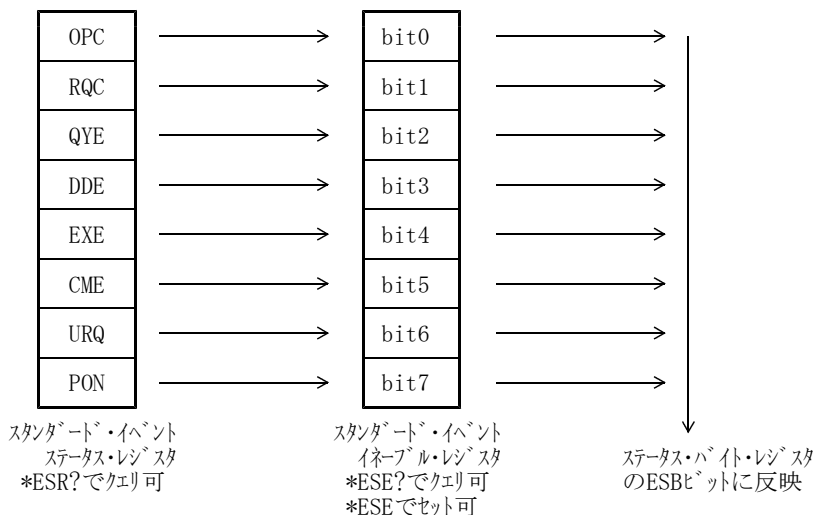 OPC bit0
RQC bit1
QYE bit2
DDE bit3
EXE bit4
CME bit5
URQ bit6
PON bit7
ｽﾀﾝﾀﾞｰﾄﾞ・ｲﾍﾞﾝﾄ
ｽﾃｰﾀｽ・ﾚｼﾞｽﾀ
*ESR?でｸｴﾘ可
ｽﾀﾝﾀﾞｰﾄﾞ・ｲﾍﾞﾝﾄ
ｲﾈｰﾌﾞﾙ・ﾚｼﾞｽﾀ
*ESE?でｸｴﾘ可
*ESEでｾｯﾄ可
ｽﾃｰﾀｽ・ﾊﾞｲﾄ・ﾚｼﾞｽﾀ
のESBﾋﾞｯﾄに反映